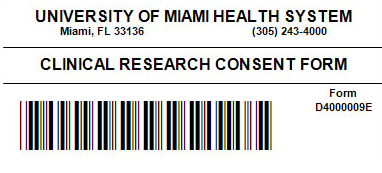 UNIVERSITY OF MIAMI HEALTH SYSTEM
Miami, FL 33136 (305) 243-4000
CLINICAL RESEARCH CONSENT FORM
Form
D4000009E